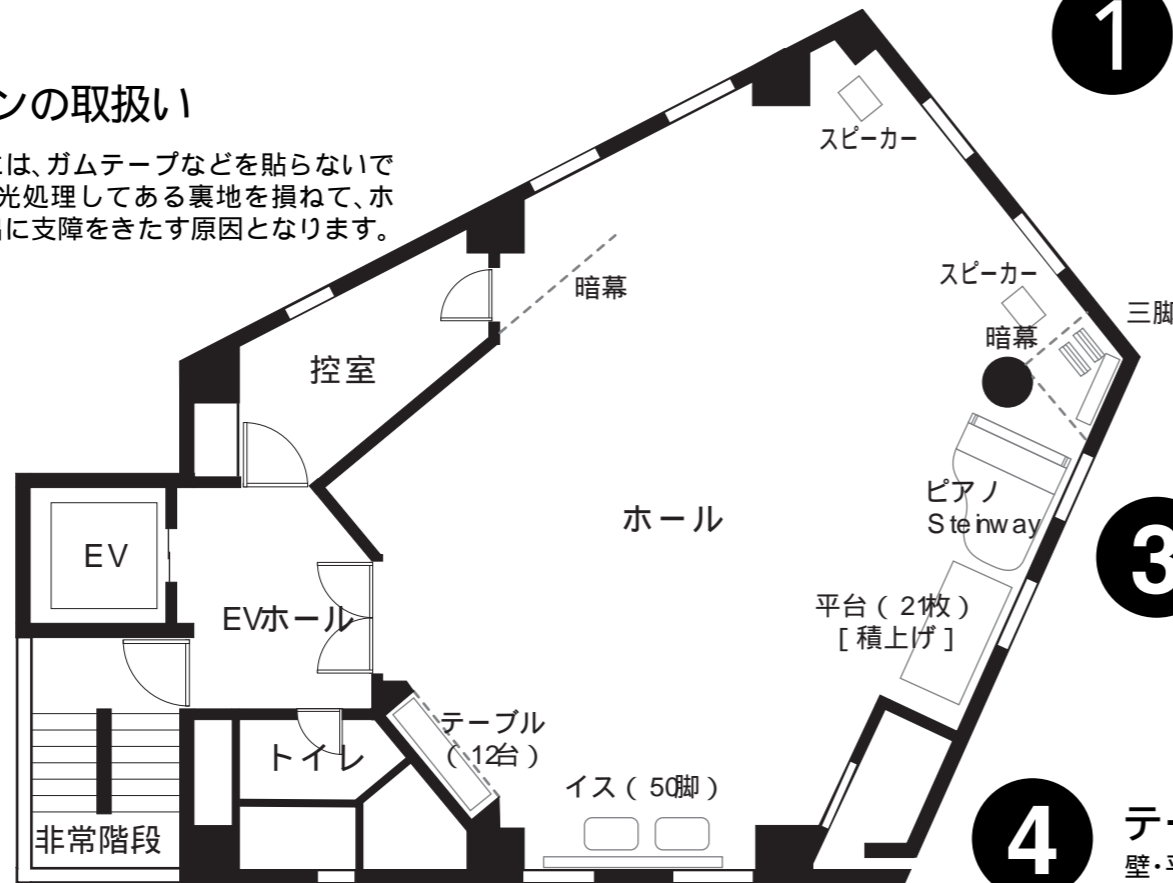 ンの取扱い
は、ガムテープなどを貼らないで
光処理してある裏地を損ねて、ホ
に支障をきたす原因となります。
1
スピーカー
スピーカー
三脚
暗幕
暗幕
控室
ホール
ピアノ
Steinway
3
EV
EVホール
平台（21枚）
［積上げ］
テーブル
（12台）
トイレ
イス（50脚）
非常階段
4
テー
壁・平